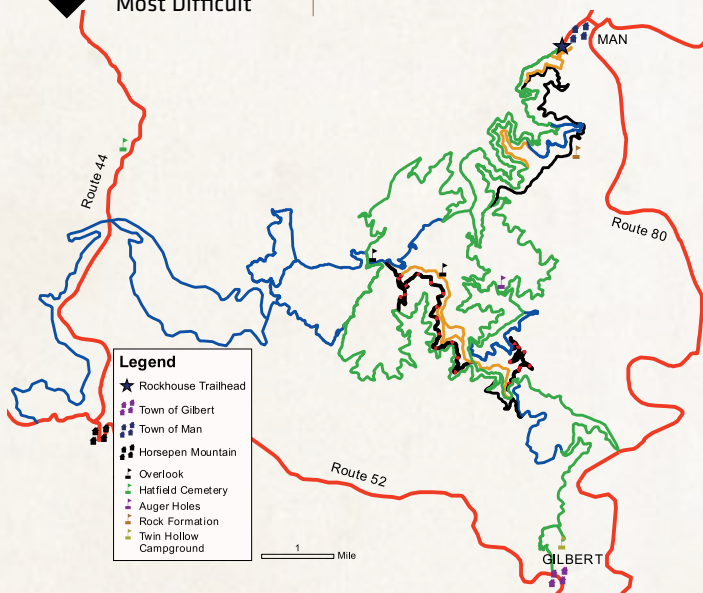 Most Difficult
MAN
Route 44
Route 80
Legend
Rockhouse Trailhead
Town of Gilbert
Town of Man
Horsepen Mountain
Overlook
Hatfield Cemetery
Auger Holes
Rock Formation
Twin Hollow
Campground
Route 52
1
Mile
GILBERT